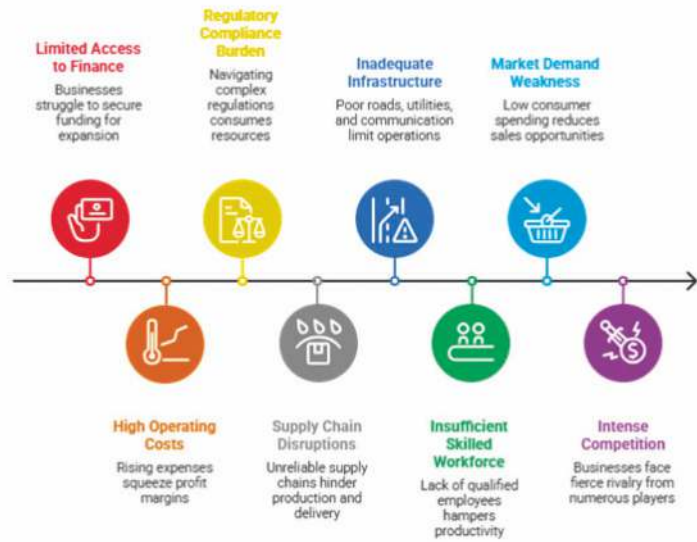 Limited Access
to Finance
Businesses
struggle to secure
funding for
expansion
Regulatory
Compliance
Burden
Navigating
complex
regulations
consumes
resources
Inadequate
Infrastructure
Poor roads, utilities,
and communication
limit operations
Market Demand
Weakness
Low consumer
spending reduces
sales opportunities
High Operating
Costs
Rising expenses
squeeze profit
margins
Supply Chain
Disruptions
Unreliable supply
chains hinder
production and
delivery
Insufficient
Skilled
Workforce
Lack of qualified
employees
hampers
productivity
Intense
Competition
Businesses face
fierce rivalry from
numerous players